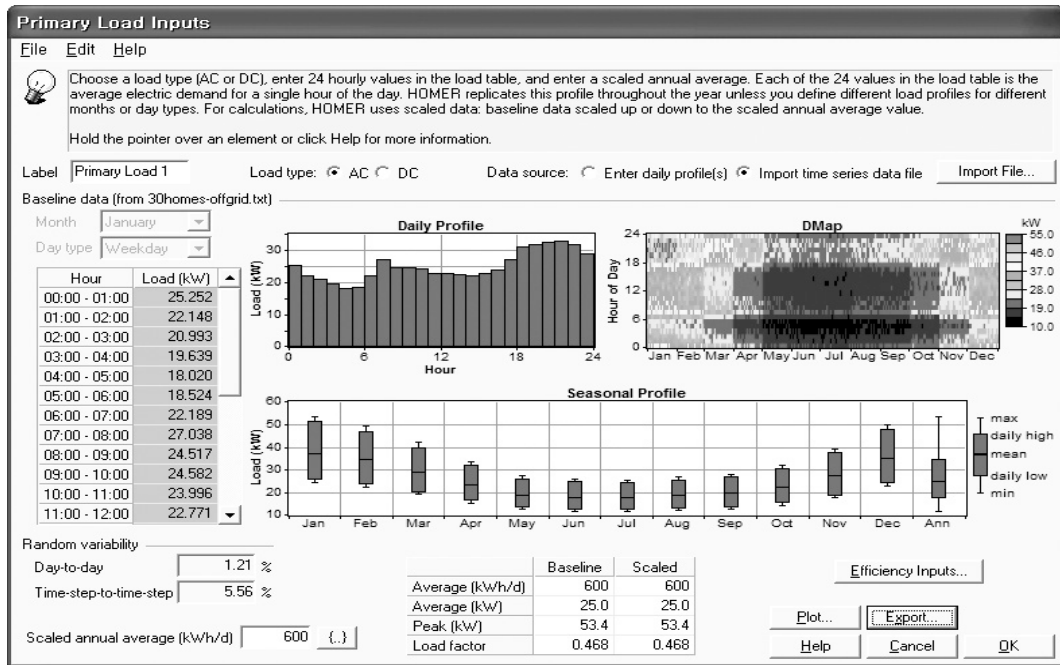 Primary Load Inputs
File Edit Help
Choose a load type (AC or DC), enter 24 hourly values in the load table, and enter a scaled annual average. Each of the 24 values in the load table is the
average electric demand for a single hour of the day. HOMER replicates this profile throughout the year unless you define different load profiles for different
months or day types. For calculations, HOMER uses scaled data: baseline data scaled up or down to the scaled annual average value.
Hold the pointer over an element or click Help for more information.
Label Primary Load 1 Load type: AC DC Data source: Enter daily profile(s) Import time series data file Import File...
Baseline data (from 30homes-offgrid.txt)
Month January
Day type Weekday
Hour Load (kW)
00:00 - 01:00 25.252
01:00 - 02:00 22.148
02:00 - 03:00 20.993
03:00 - 04:00 19.639
04:00 - 05:00 18.020
05:00 - 06:00 18.524
06:00 - 07:00 22.189
07:00 - 08:00 27.038
08:00 - 09:00 24.517
09:00 - 10:00 24.582
10:00 - 11:00 23.996
11:00 - 12:00 22.771
Daily Profile
Load (kW)
30
20
10
0
0 6 12 18 24
Hour
DMap
Hour of Day
24
18
12
6
0
Jan Feb Mar Apr May Jun Jul Aug Sep Oct Nov Dec
kW
55.0
46.0
37.0
28.0
19.0
10.0
Seasonal Profile
Load (kW)
60
50
40
30
20
10
Jan Feb Mar Apr May Jun Jul Aug Sep Oct Nov Dec Ann
max
daily high
mean
daily low
min
Random variability
Day-to-day 1.21 %
Time-step-to-time-step 5.56 %
Scaled annual average (kWh/d) 600 {..}
Baseline Scaled
Average (kWh/d) 600 600
Average (kW) 25.0 25.0
Peak (kW) 53.4 53.4
Load factor 0.468 0.468
Efficiency Inputs...
Plot... Export...
Help Cancel OK